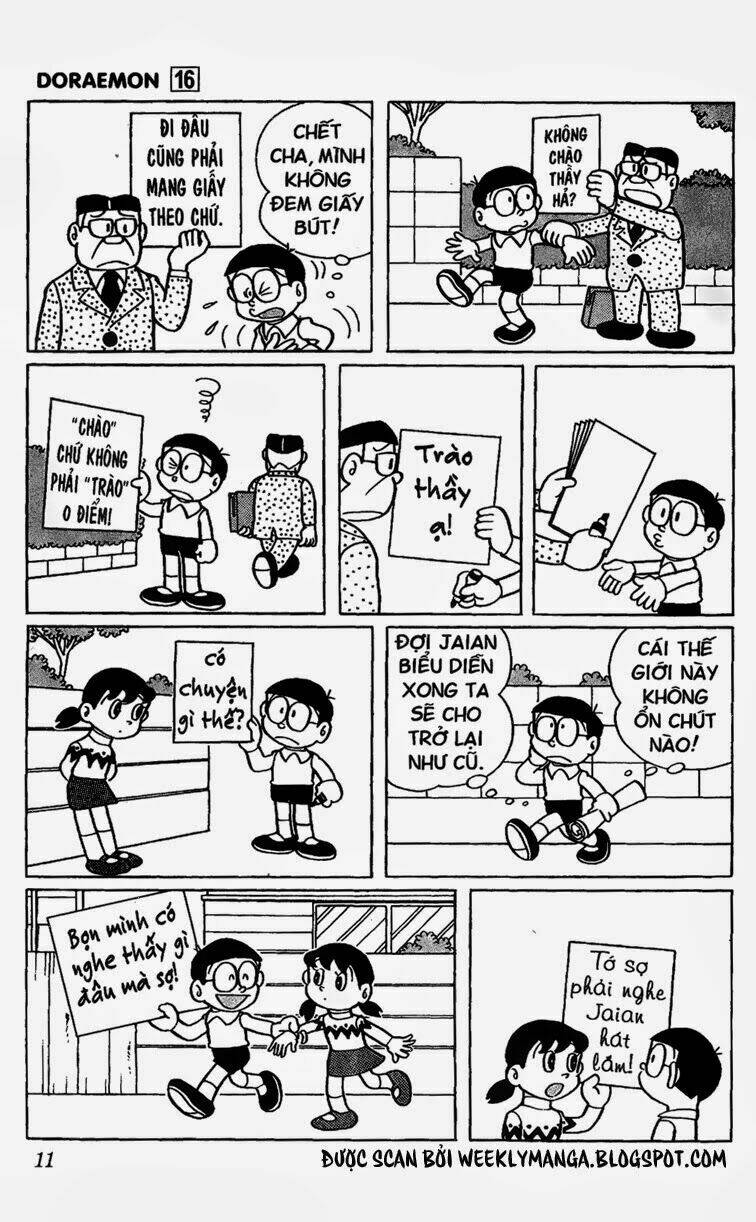 DORAEMON 16
KHÔNG
CHÀO
THẦY
HẢ?
CHẾT
CHA, MÌNH
KHÔNG
ĐEM GIẤY
BÚT!
ĐI ĐÂU
CŨNG PHẢI
MANG GIẤY
THEO CHỨ.
Trào
thầy
ạ!
"CHÀO"
CHỨ KHÔNG
PHẢI "TRÀO"
O ĐIỂM!
CÁI THẾ
GIỚI NÀY
KHÔNG
ỔN CHÚT
NÀO!
ĐỢI JAIAN
BIỂU DIỄN
XONG TA
SẼ CHO
TRỞ LẠI
NHƯ CŨ.
có
chuyện
gì thế?
Tớ sợ
phải nghe
Jaian
hát
lắm!
Bọn mình có
nghe thấy gì
đâu mà sợ!
11
ĐƯỢC SCAN BỞI WEEKLYMANGA.BLOGSPOT.COM